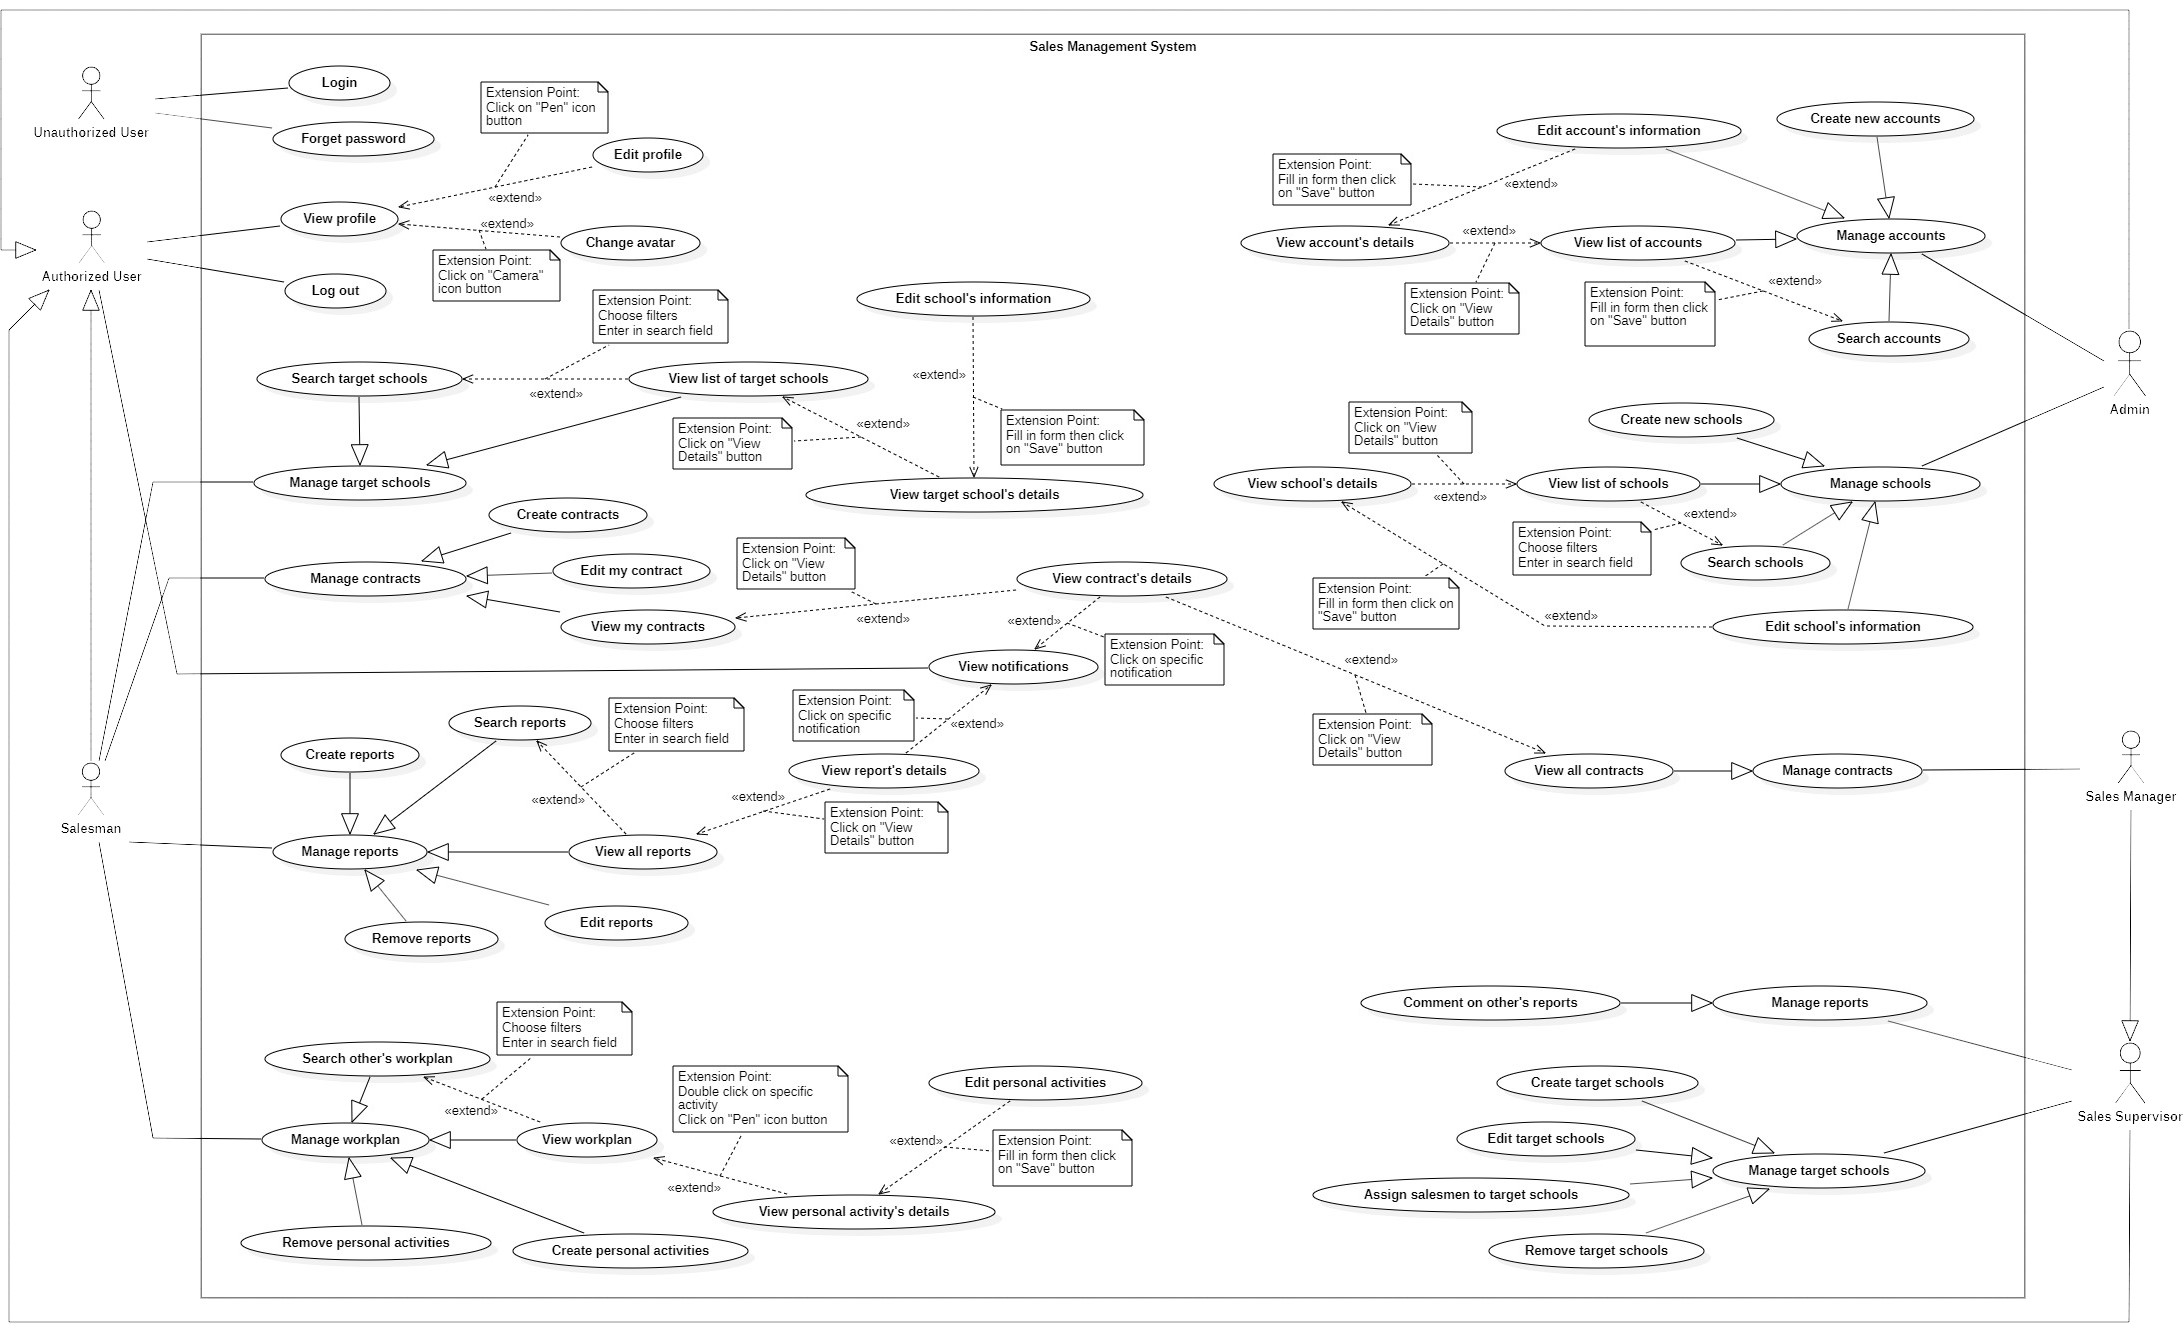 Sales Management System
Unauthorized User
Login
Forget password
Extension Point:
Click on "Pen" icon
button
Edit profile
«extend»
View profile
«extend»
Change avatar
Extension Point:
Click on "Camera"
icon button
Authorized User
Log out
Extension Point:
Choose filters
Enter in search field
Edit school's information
Search target schools
«extend»
View list of target schools
«extend»
Extension Point:
Click on "View
Details" button
«extend»
Extension Point:
Fill in form then click
on "Save" button
Manage target schools
View target school's details
Create contracts
Manage contracts
Edit my contract
View my contracts
Extension Point:
Click on "View
Details" button
«extend»
View contract's details
«extend»
Extension Point:
Click on specific
notification
View notifications
Extension Point:
Click on specific
notification
«extend»
«extend»
Extension Point:
Click on "View
Details" button
Search reports
Extension Point:
Choose filters
Enter in search field
Create reports
View report's details
«extend»
«extend»
Extension Point:
Click on "View
Details" button
Salesman
Manage reports
View all reports
Remove reports
Edit reports
Extension Point:
Choose filters
Enter in search field
Search other's workplan
«extend»
Extension Point:
Double click on specific
activity
Click on "Pen" icon button
Edit personal activities
«extend»
Extension Point:
Fill in form then click
on "Save" button
Manage workplan
View workplan
«extend»
View personal activity's details
Remove personal activities
Create personal activities
Edit account's information
Create new accounts
Extension Point:
Fill in form then click
on "Save" button
«extend»
View account's details
«extend»
View list of accounts
Manage accounts
Extension Point:
Click on "View
Details" button
Extension Point:
Fill in form then click
on "Save" button
«extend»
Search accounts
Admin
Extension Point:
Click on "View
Details" button
Create new schools
View school's details
«extend»
View list of schools
Manage schools
«extend»
Extension Point:
Choose filters
Enter in search field
Search schools
Extension Point:
Fill in form then click on
"Save" button
«extend»
Edit school's information
View all contracts
Manage contracts
Sales Manager
Comment on other's reports
Manage reports
Create target schools
Edit target schools
Manage target schools
Assign salesmen to target schools
Remove target schools
Sales Supervisor